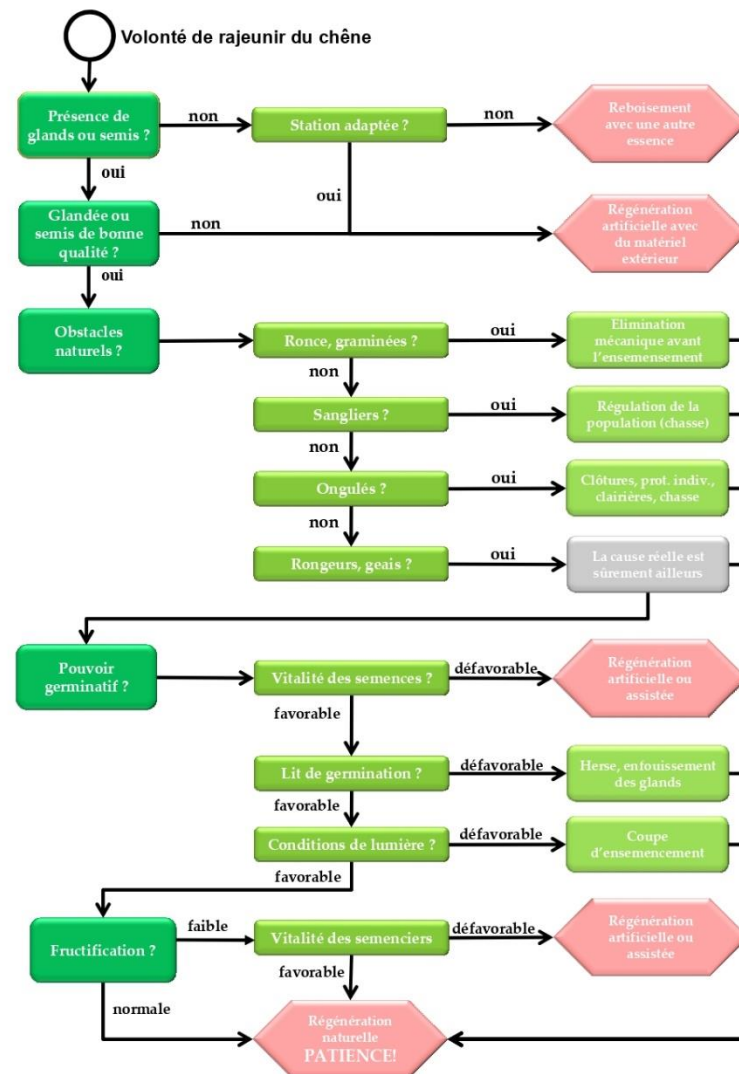 Volonté de rajeunir du chêne
Présence de
glands ou semis ?
non
Station adaptée ?
non
Reboisement
avec une autre
essence
oui
oui
Glandée ou
semis de bonne
qualité ?
non
Régénération
artificielle avec
du matériel
extérieur
oui
Obstacles
naturels ?
Ronce, graminées ?
oui
Elimination
mécanique avant
l'ensemensement
non
Sangliers ?
oui
Régulation de la
population (chasse)
non
Ongulés ?
oui
Clôtures, prot. indiv.,
clairières, chasse
non
Rongeurs, geais ?
oui
La cause réelle est
sûrement ailleurs
Pouvoir
germinatif ?
Vitalité des semences ?
défavorable
Régénération
artificielle ou
assistée
favorable
Lit de germination ?
défavorable
Herse, enfouissement
des glands
favorable
Conditions de lumière ?
défavorable
Coupe
d'ensemencement
favorable
Fructification ?
faible
Vitalité des semenciers
défavorable
Régénération
artificielle ou
assistée
favorable
normale
Régénération
naturelle
PATIENCE!